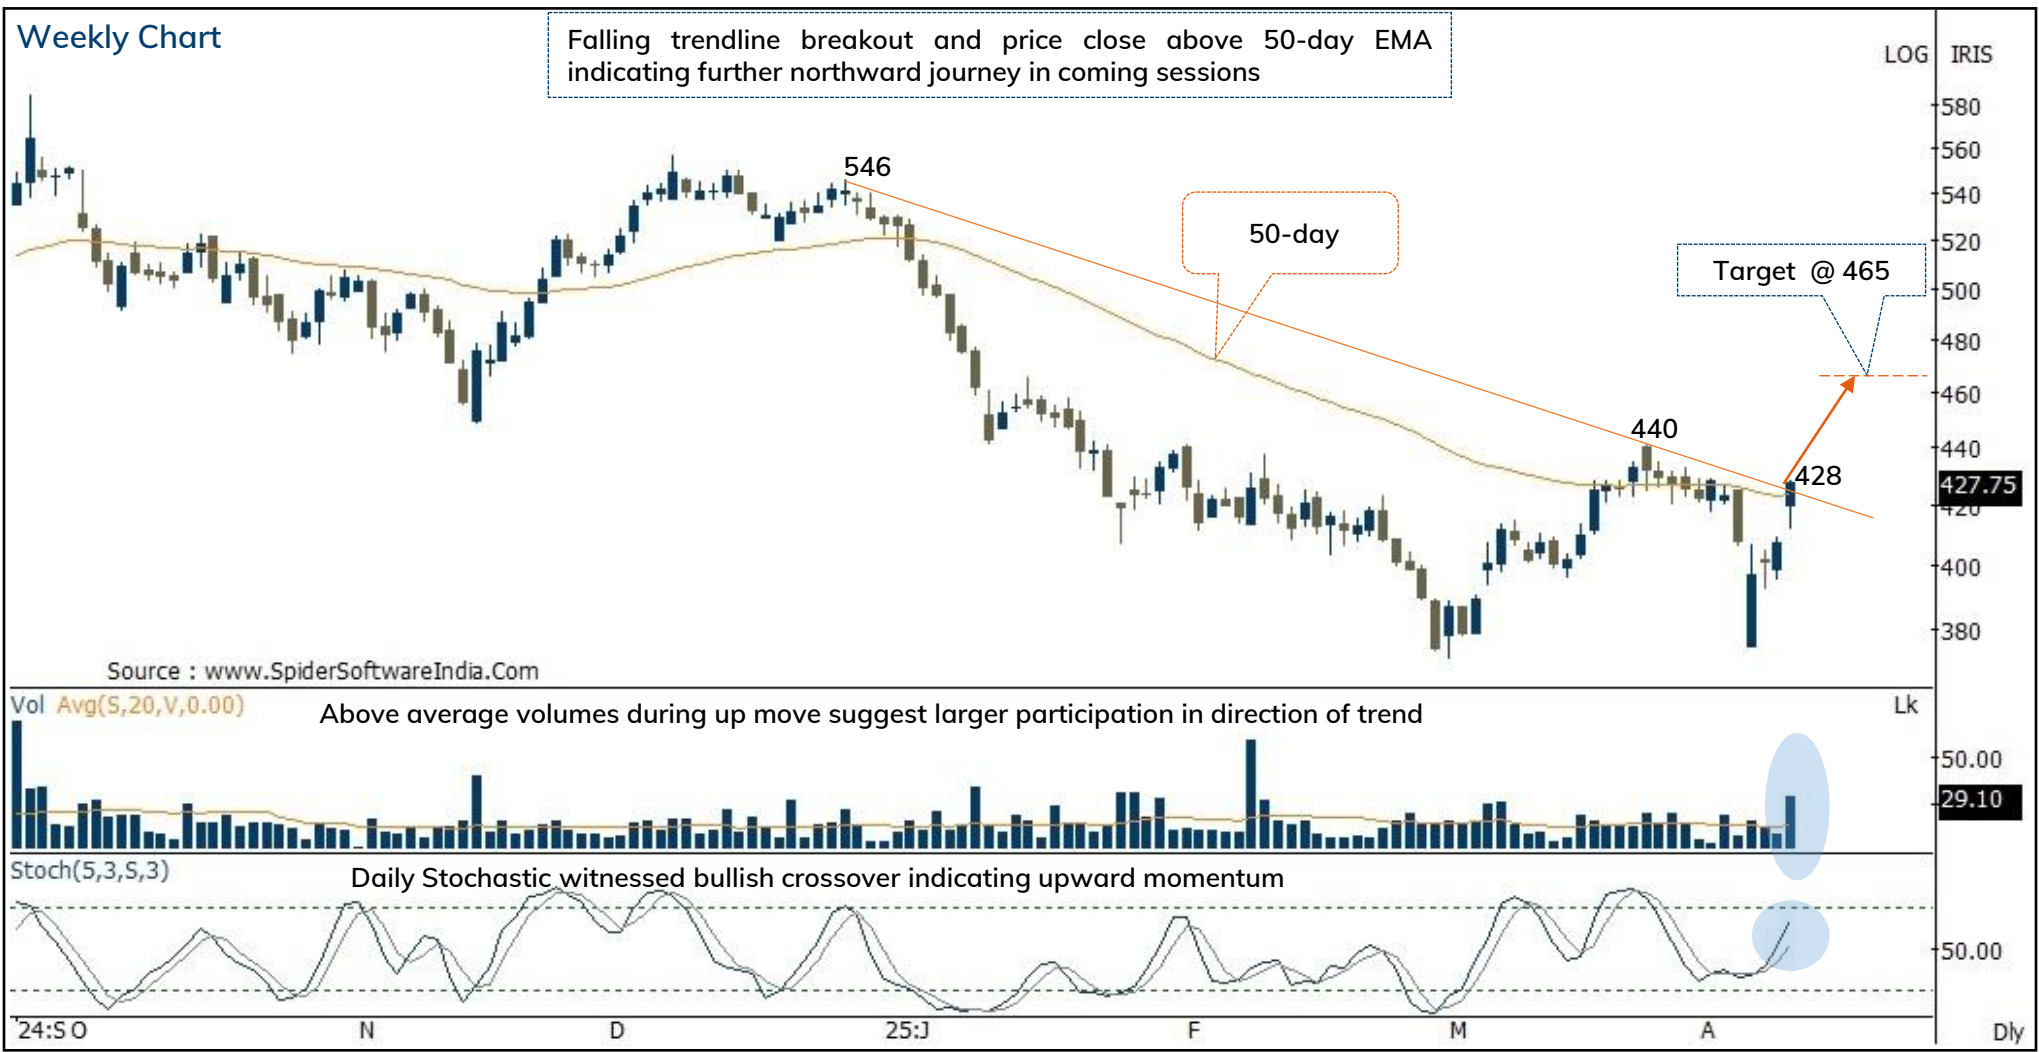 Weekly Chart
Falling trendline breakout and price close above 50-day EMA
indicating further northward journey in coming sessions
LOG
IRIS
580
560
546
540
50-day
520
Target @ 465
500
480
460
440
440
428
427.75
420
400
380
Source : www.SpiderSoftwareIndia.Com
Vol Avg(S,20,V,0.00)
Above average volumes during up move suggest larger participation in direction of trend
Lk
50.00
29.10
Stoch(5,3,S,3)
Daily Stochastic witnessed bullish crossover indicating upward momentum
50.00
'24:S O N D 25:J F M A Dly